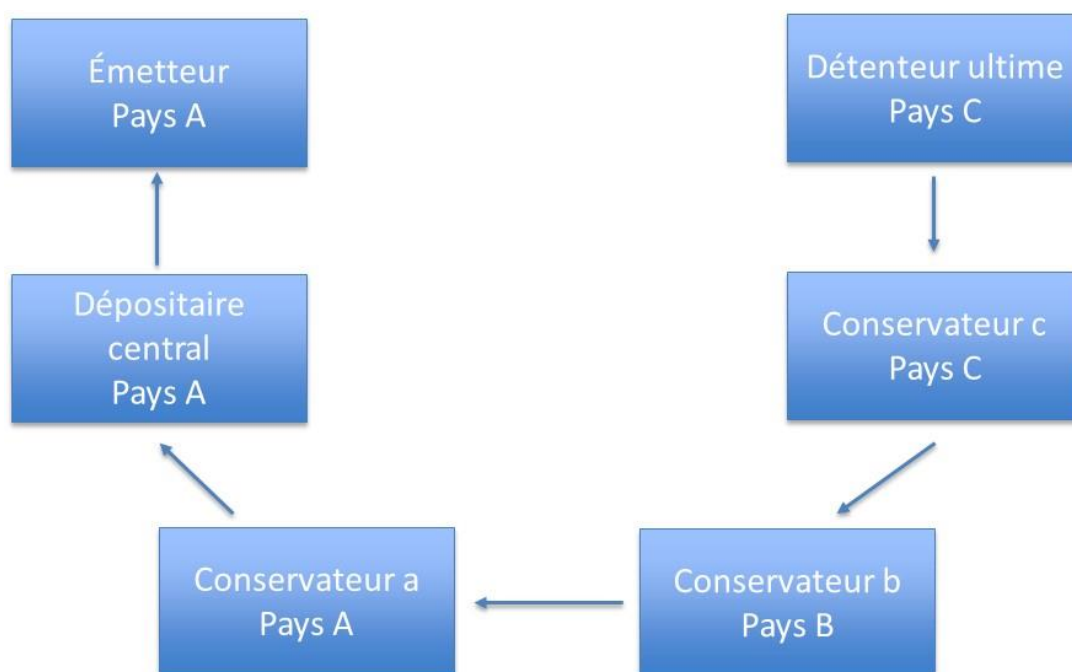 Émetteur
Pays A
Détenteur ultime
Pays C
Dépositaire
central
Pays A
Conservateur c
Pays C
Conservateur a
Pays A
Conservateur b
Pays B